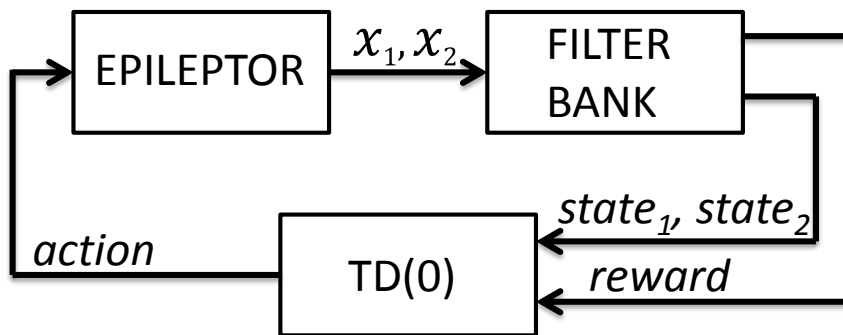 EPILEPTOR
x₁, x₂
FILTER
BANK
state₁, state₂
action
TD(0)
reward